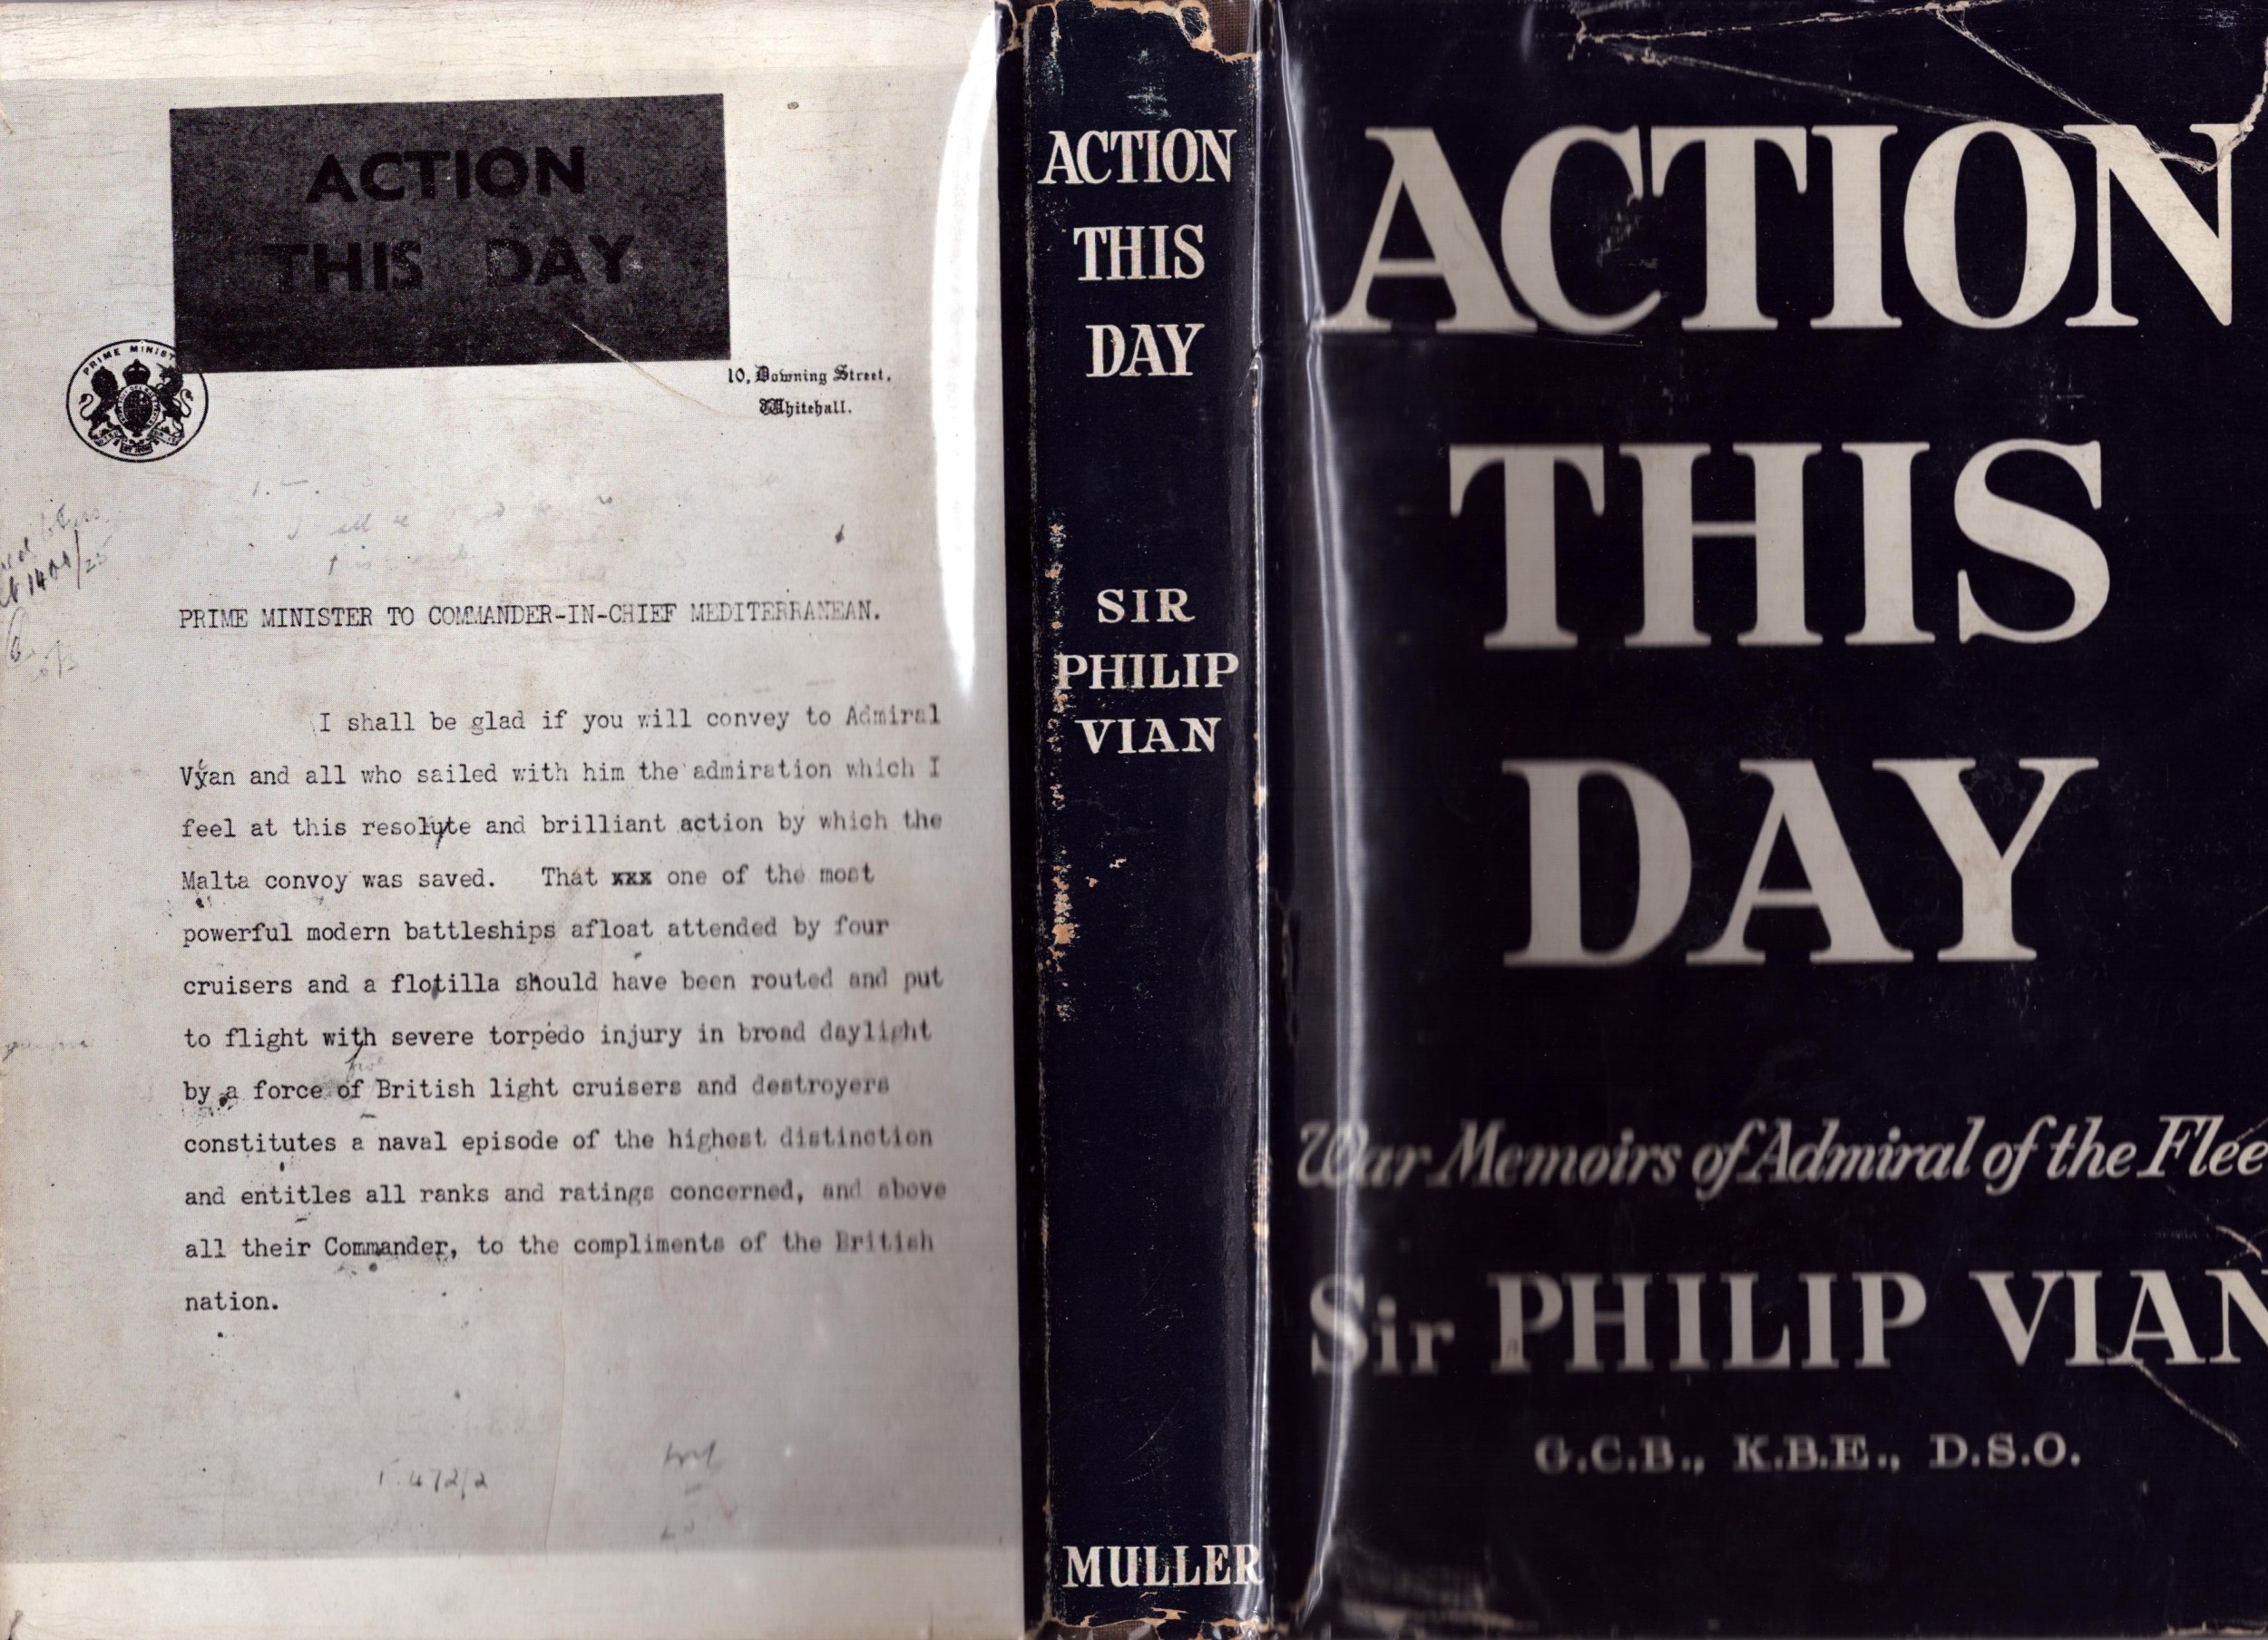 ACTION
THIS DAY
PRIME MINIST
10, Downing Street,
Whitehall.
PRIME MINISTER TO COMMANDER-IN-CHIEF MEDITERRANEAN.
I shall be glad if you will convey to Admiral
Vyan and all who sailed with him the admiration which I
feel at this resolute and brilliant action by which the
Malta convoy was saved. That xxx one of the most
powerful modern battleships afloat attended by four
cruisers and a flotilla should have been routed and put
to flight with severe torpedo injury in broad daylight
by a force of British light cruisers and destroyers
constitutes a naval episode of the highest distinction
and entitles all ranks and ratings concerned, and above
all their Commander, to the compliments of the British
nation.
ACTION
THIS
DAY
SIR
PHILIP
VIAN
MULLER
ACTION
THIS
DAY
War Memoirs of Admiral of the Flee
Sir PHILIP VIAN
G.C.B., K.B.E., D.S.O.